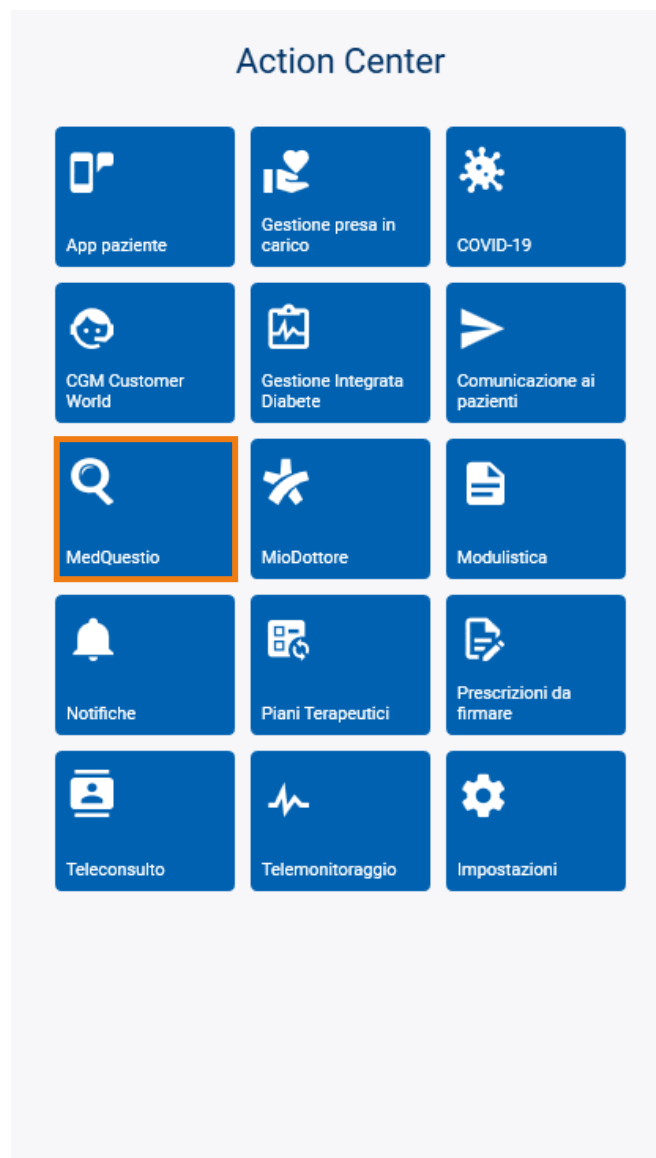 Action Center
App paziente
Gestione presa in
carico
COVID-19
CGM Customer
World
Gestione Integrata
Diabete
Comunicazione ai
pazienti
MedQuestio
MioDottore
Modulistica
Notifiche
Piani Terapeutici
Prescrizioni da
firmare
Teleconsulto
Telemonitoraggio
Impostazioni